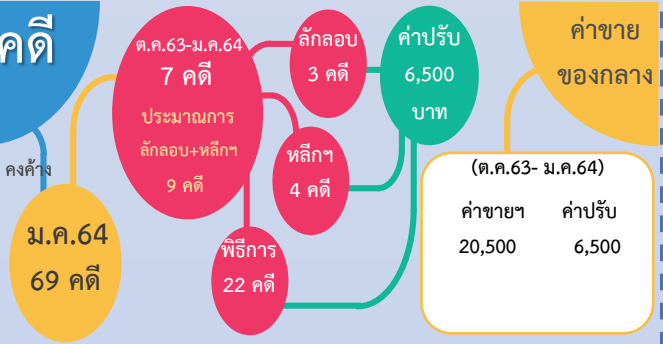 คดี
คงค้าง
ม.ค.64
69 คดี
ต.ค.63-ม.ค.64
7 คดี
ประมาณการ
ลักลอบ+หลีกฯ
9 คดี
ลักลอบ
3 คดี
หลีกฯ
4 คดี
พิธีการ
22 คดี
ค่าปรับ
6,500
บาท
ค่าขาย
ของกลาง
(ต.ค.63- ม.ค.64)
ค่าขายฯ ค่าปรับ
20,500 6,500